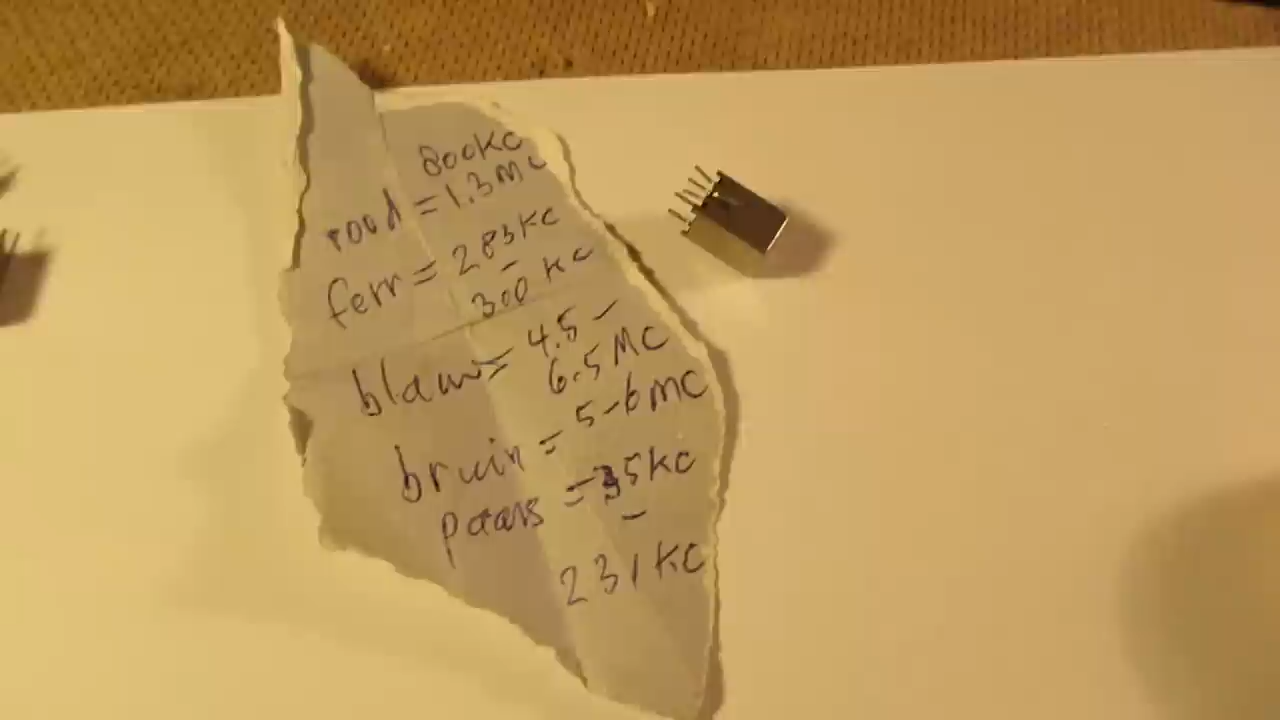 800Kc
rood = 1.3Mc
ferr = 283Kc
-
300 Kc
blauw = 4.5 -
6.5 MC
bruin = 5-6MC
paars = 35Kc
-
231KC